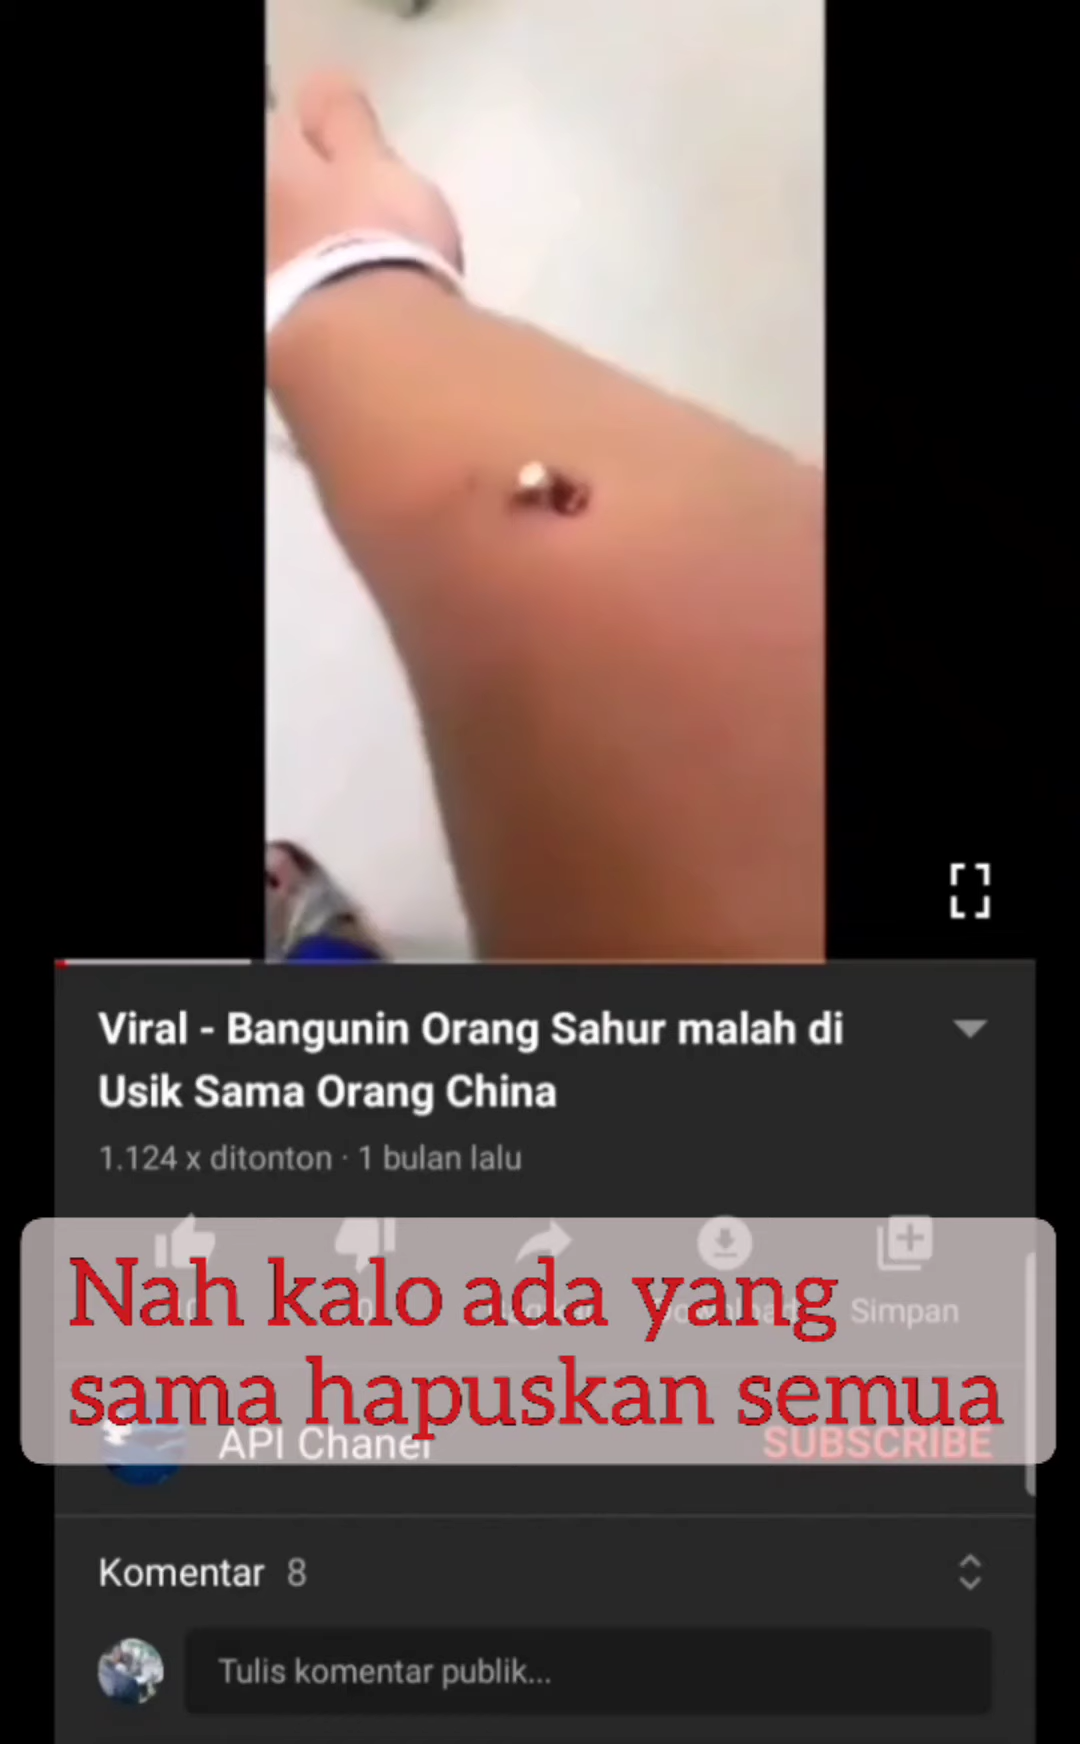 Viral - Bangunin Orang Sahur malah di
Usik Sama Orang China
1.124 x ditonton · 1 bulan lalu
Nah kalo ada yang
sama hapuskan semua
Simpan
API Chanel
SUBSCRIBE
Komentar 8
Tulis komentar publik...